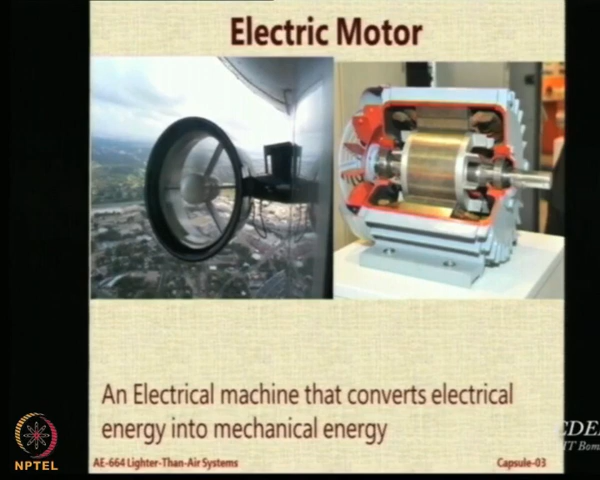 Electric Motor
An Electrical machine that converts electrical
energy into mechanical energy
AE-664 Lighter-Than-Air Systems
Capsule-03
NPTEL